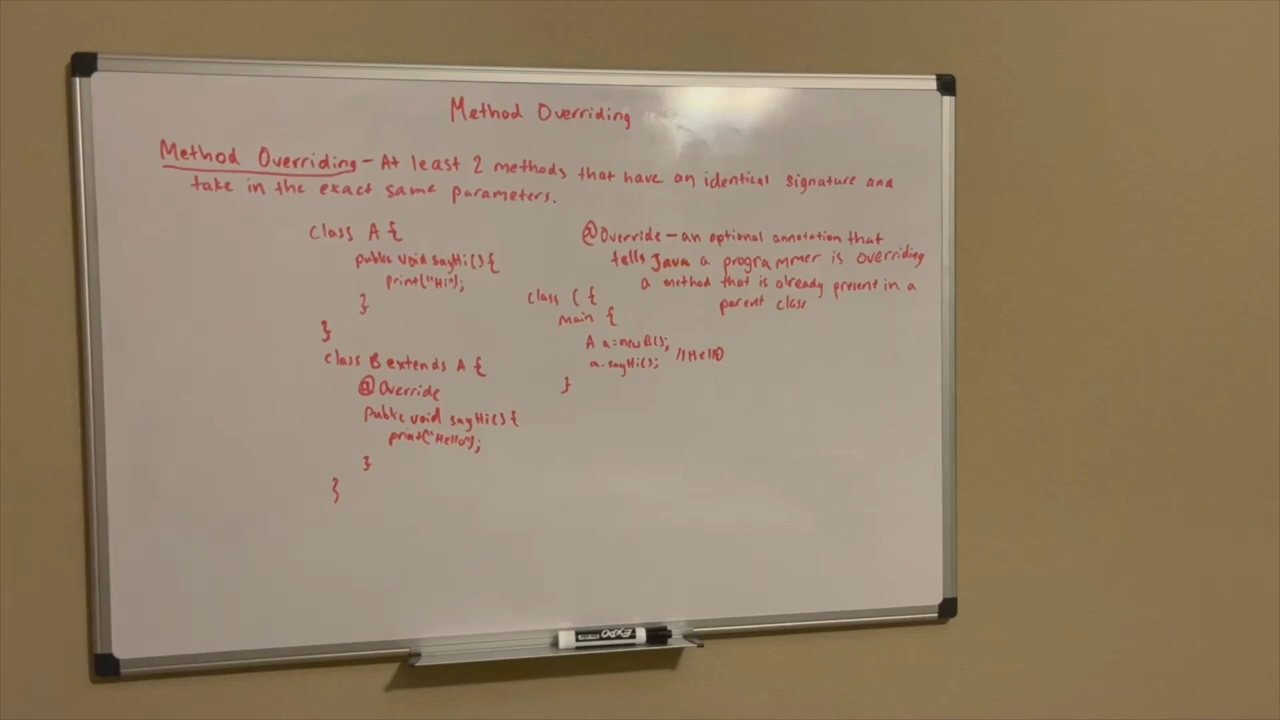 Method Overriding
Method Overriding - At least 2 methods that have an identical signature and
take in the exact same parameters.
class A {
public void sayHi() {
print("Hi");
}
}
class B extends A {
@Override
public void sayHi() {
print("Hello");
}
}
@Override - an optional annotation that
tells Java a programmer is overriding
a method that is already present in a
parent class
class C {
main {
A a = new B();
a.sayHi(); //Hello
}
EXPO